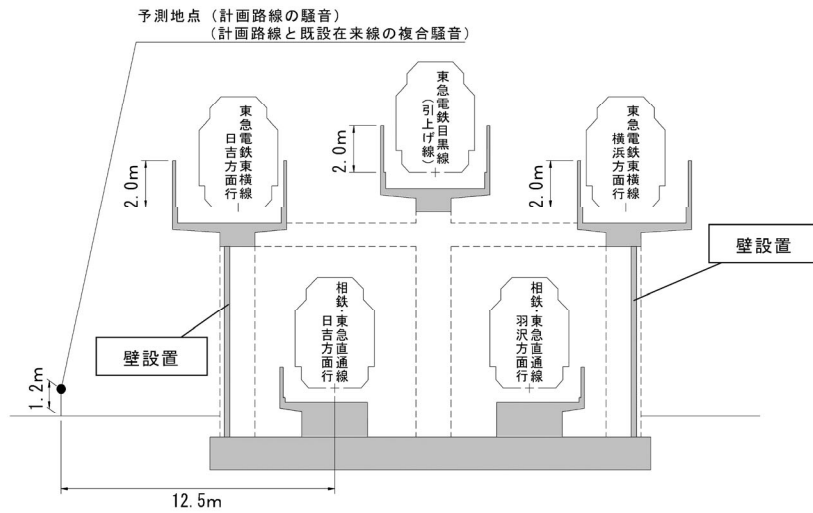 予測地点（計画路線の騒音）
（計画路線と既設在来線の複合騒音）
東急電鉄東横線
日吉方面行
2.0m
東急電鉄目黒線
（引上げ線）
2.0m
東急電鉄東横線
横浜方面行
2.0m
壁設置
壁設置
相鉄・東急直通線
日吉方面行
相鉄・東急直通線
羽沢方面行
1.2m
12.5m